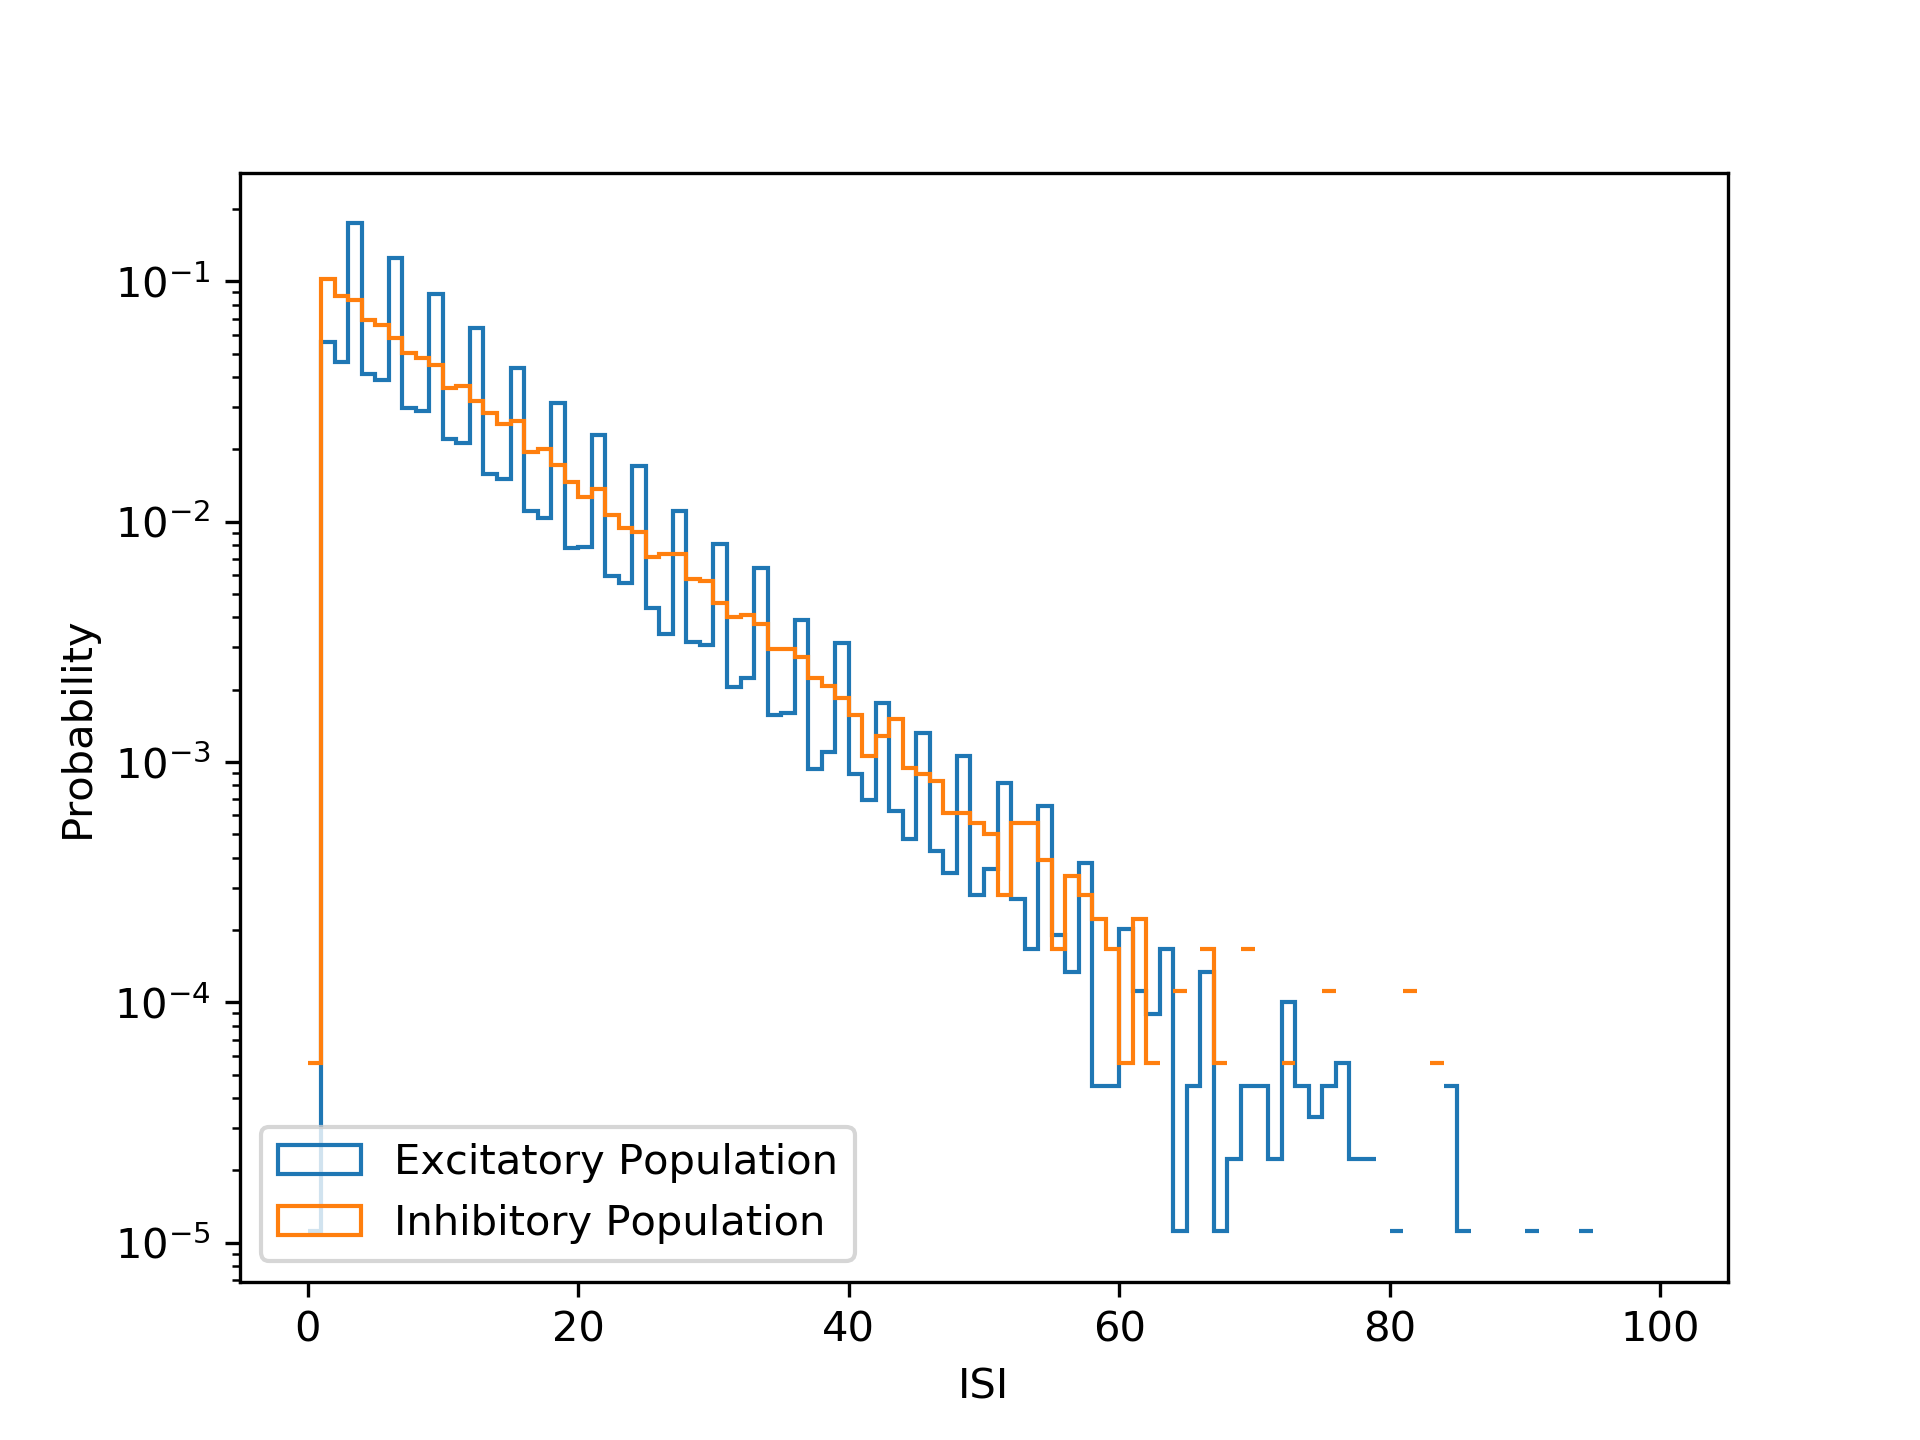 10⁻¹
10⁻²
10⁻³
10⁻⁴
10⁻⁵
Probability
Excitatory Population
Inhibitory Population
0 20 40 60 80 100
ISI